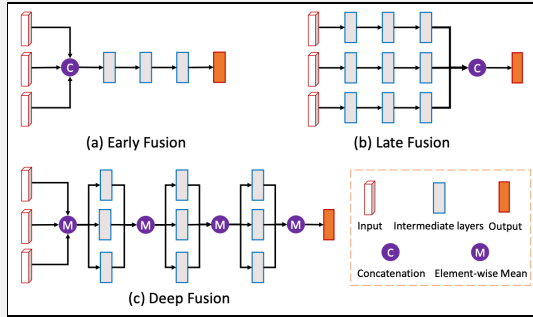 C
(a) Early Fusion
C
(b) Late Fusion
M
M
M
M
(c) Deep Fusion
Input
Intermediate layers
Output
C
M
Concatenation
Element-wise Mean